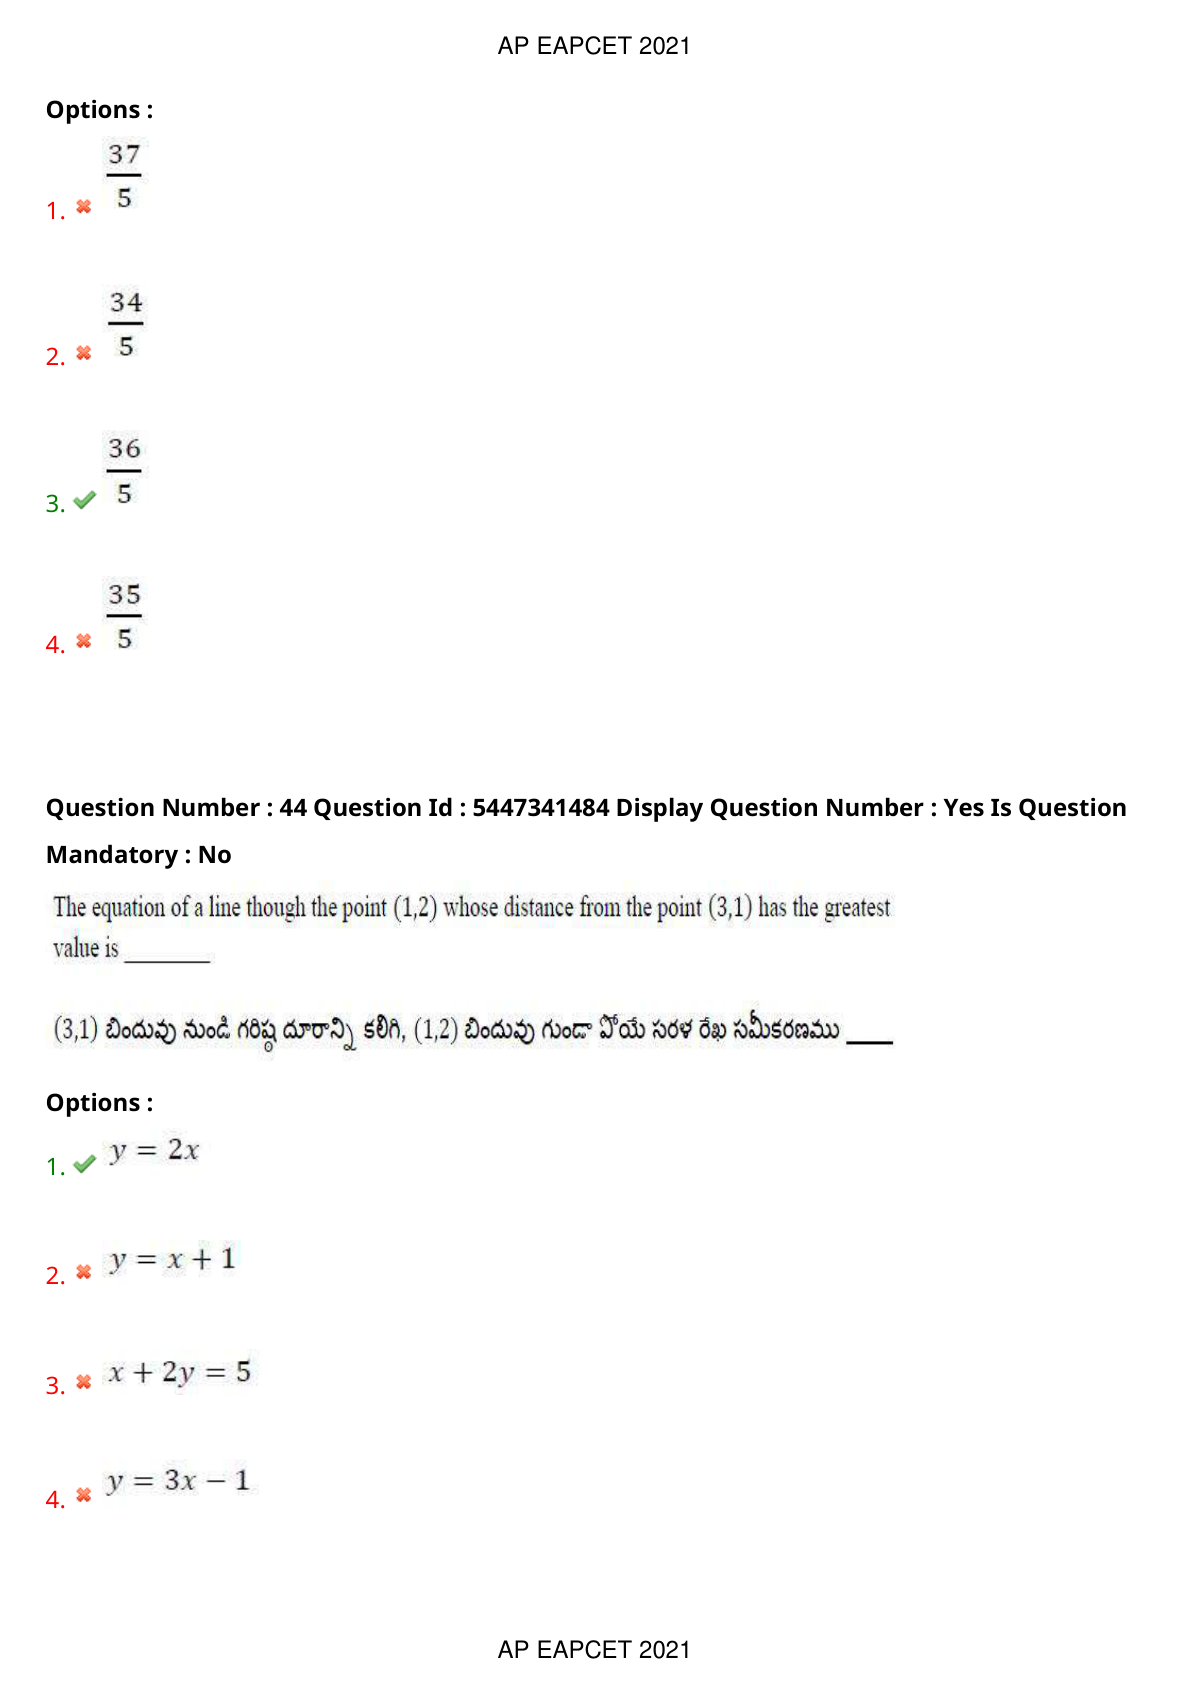 AP EAPCET 2021
Options :
37
5
1.
34
5
2.
36
5
3.
35
5
4.
Question Number : 44 Question Id : 5447341484 Display Question Number : Yes Is Question
Mandatory : No
The equation of a line though the point (1,2) whose distance from the point (3,1) has the greatest
value is ________
(3,1) బిందువు నుండి గరిష్ఠ దూరాన్ని కలిగి, (1,2) బిందువు గుండా పోయే సరళ రేఖ సమీకరణము ____
Options :
1. y = 2x
2. y = x + 1
3. x + 2y = 5
4. y = 3x − 1
AP EAPCET 2021